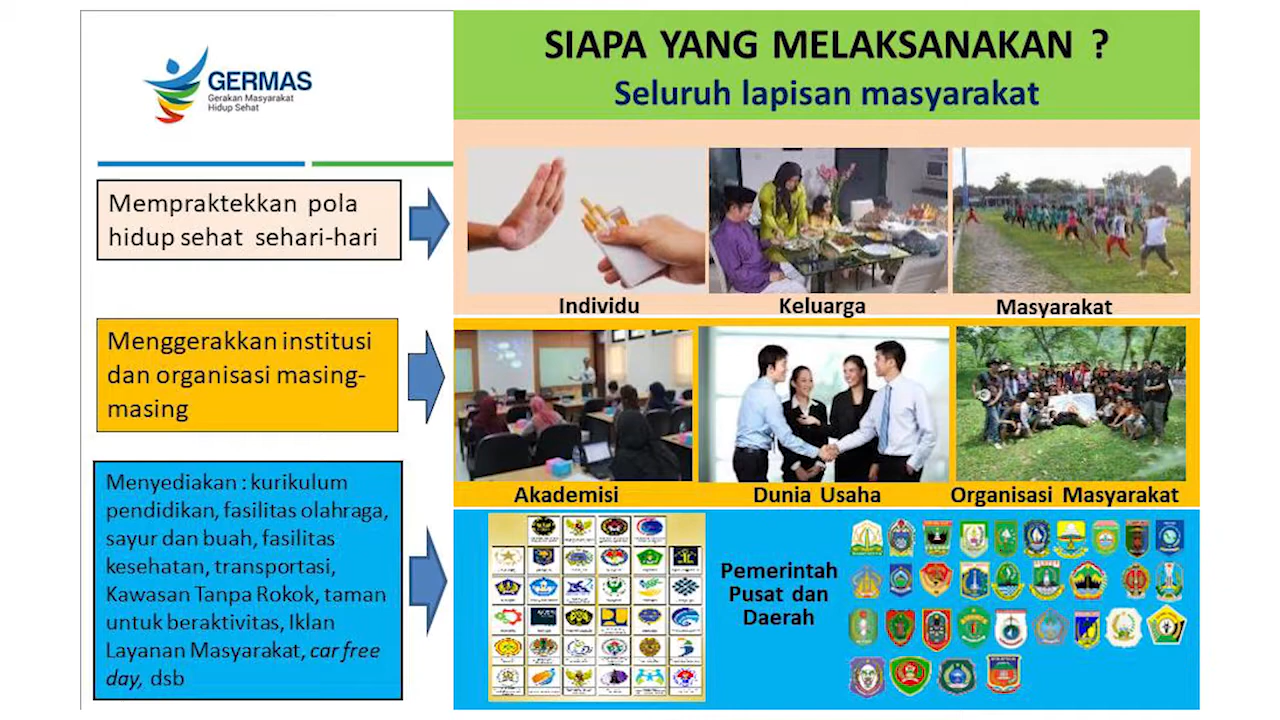 GERMAS
Gerakan Masyarakat
Hidup Sehat
SIAPA YANG MELAKSANAKAN ?
Seluruh lapisan masyarakat
Mempraktekkan pola
hidup sehat sehari-hari
Individu
Keluarga
Masyarakat
Menggerakkan institusi
dan organisasi masing-
masing
Akademisi
Dunia Usaha
Organisasi Masyarakat
Menyediakan : kurikulum
pendidikan, fasilitas olahraga,
sayur dan buah, fasilitas
kesehatan, transportasi,
Kawasan Tanpa Rokok, taman
untuk beraktivitas, Iklan
Layanan Masyarakat, car free
day, dsb
Pemerintah
Pusat dan
Daerah